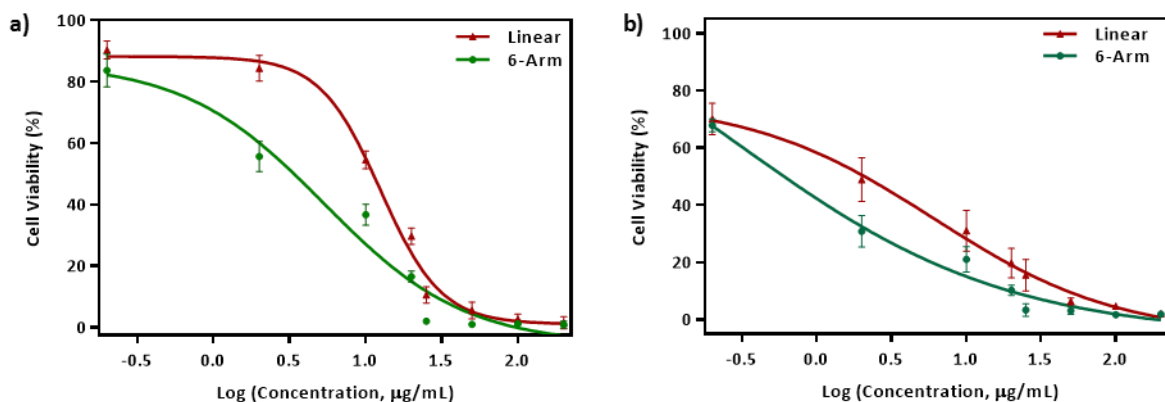 a)
Linear
6-Arm
Cell Viability (%)
100
80
60
40
20
0
-0.5 0.0 0.5 1.0 1.5 2.0
Log (Concentration, μg/mL)
b)
Linear
6-Arm
Cell Viability (%)
100
80
60
40
20
0
-0.5 0.0 0.5 1.0 1.5 2.0
Log (Concentration, μg/mL)